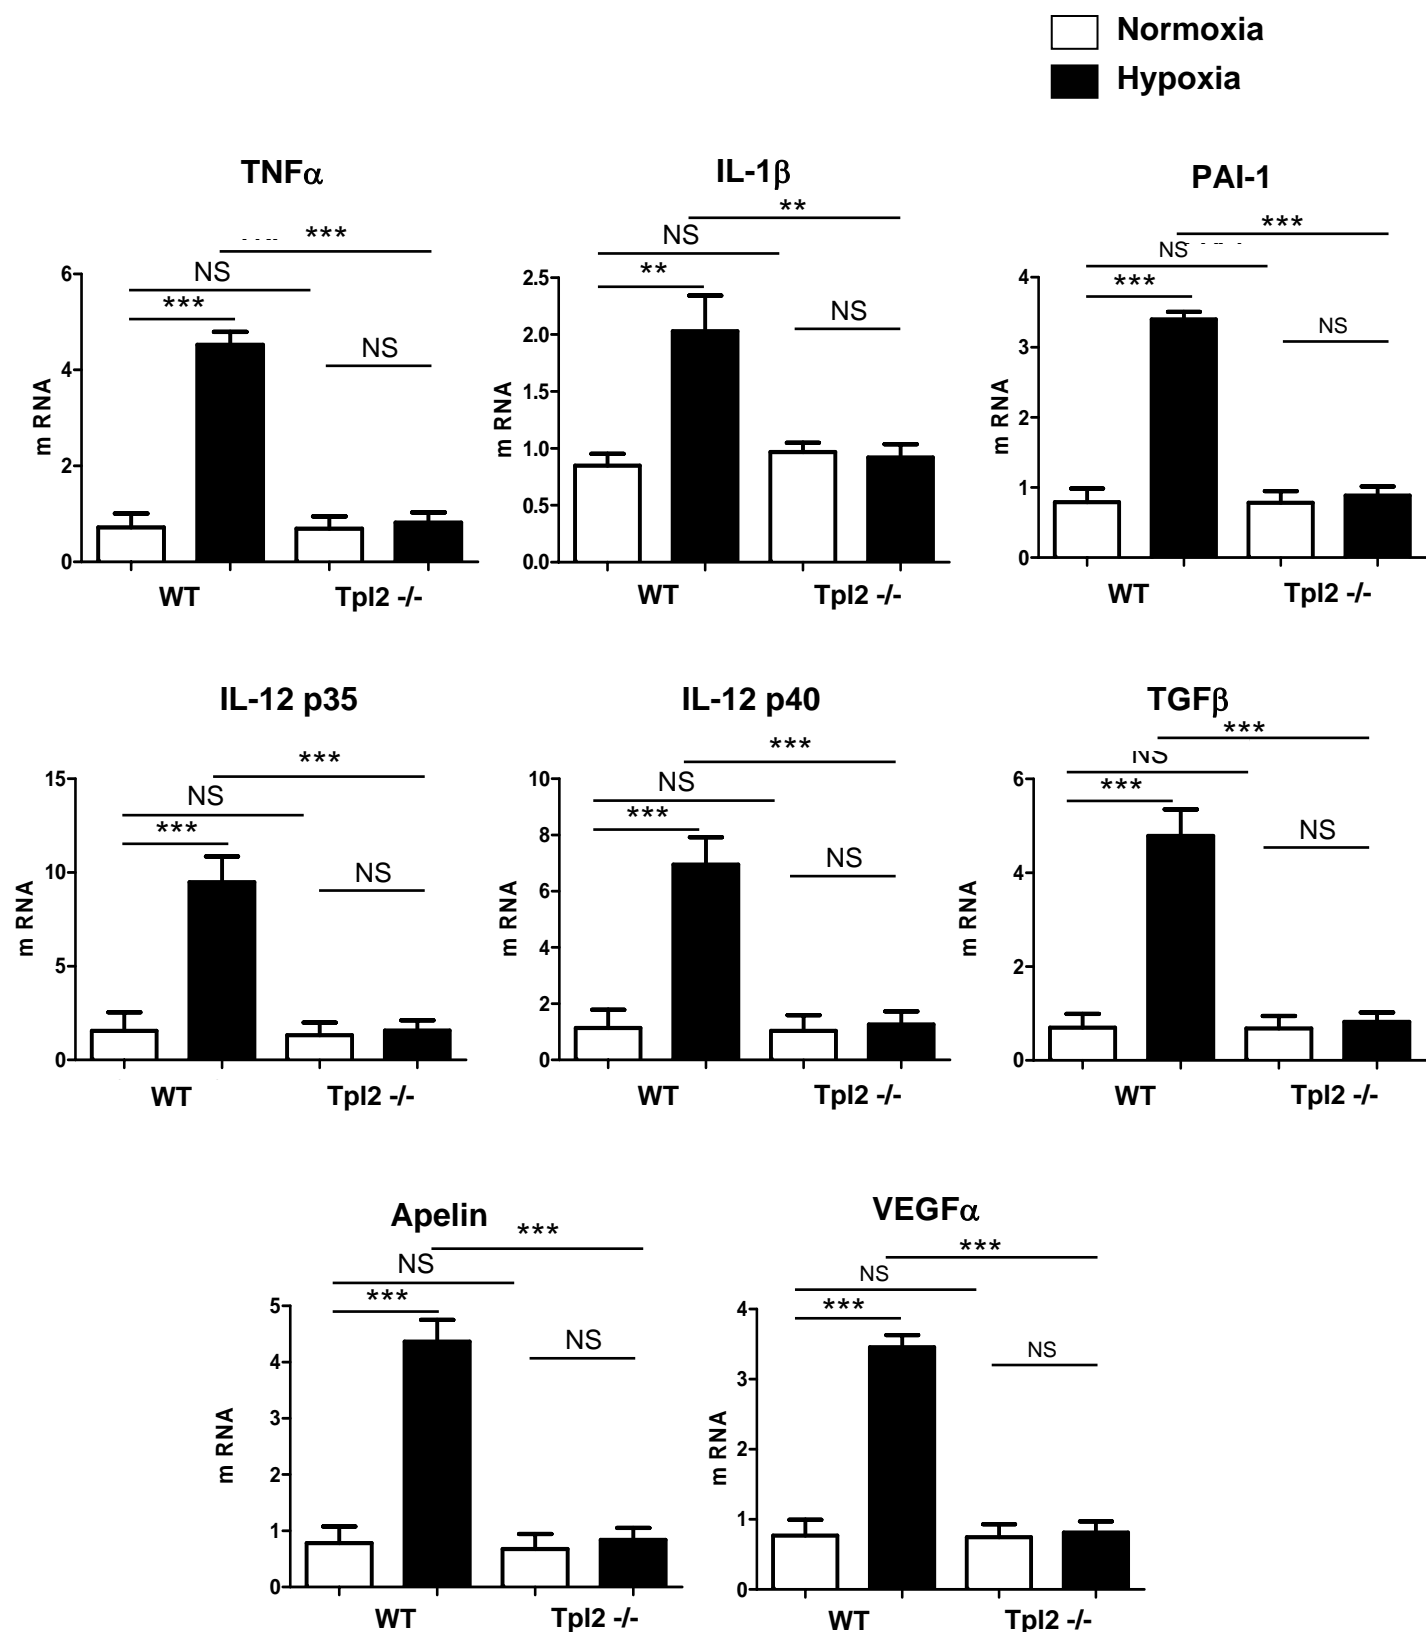 Normoxia
Hypoxia
TNFα
***
NS
***
NS
6
4
2
0
m RNA
WT
Tpl2 -/-
IL-1β
**
NS
**
NS
2.5
2.0
1.5
1.0
0.5
0.0
m RNA
WT
Tpl2 -/-
PAI-1
***
NS
***
NS
4
3
2
1
0
m RNA
WT
Tpl2 -/-
IL-12 p35
***
NS
***
NS
15
10
5
0
m RNA
WT
Tpl2 -/-
IL-12 p40
***
NS
***
NS
10
8
6
4
2
0
m RNA
WT
Tpl2 -/-
TGFβ
***
NS
***
NS
6
4
2
0
m RNA
WT
Tpl2 -/-
Apelin
***
NS
***
NS
5
4
3
2
1
0
m RNA
WT
Tpl2 -/-
VEGFα
***
NS
***
NS
4
3
2
1
0
m RNA
WT
Tpl2 -/-